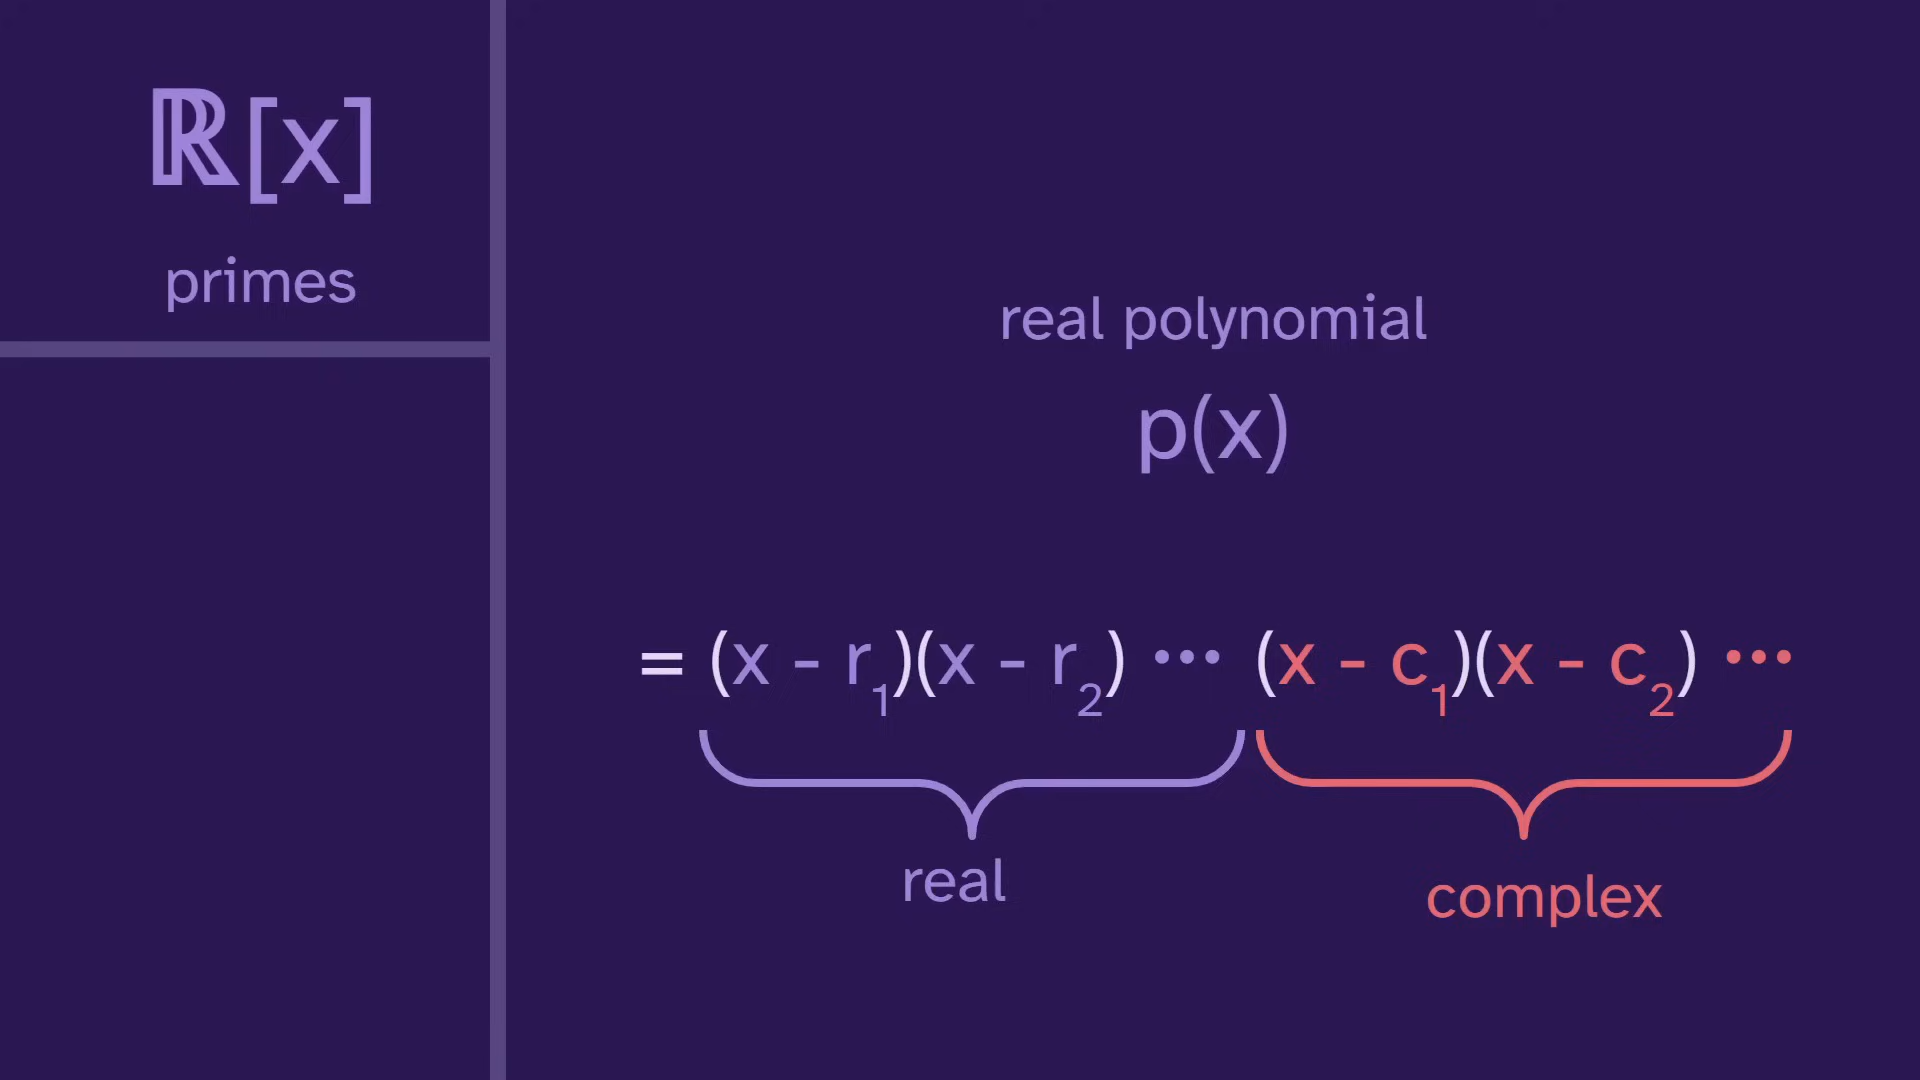 ℝ[x]
primes
real polynomial
p(x)
= (x - r₁)(x - r₂) ··· (x - c₁)(x - c₂) ···
real
complex